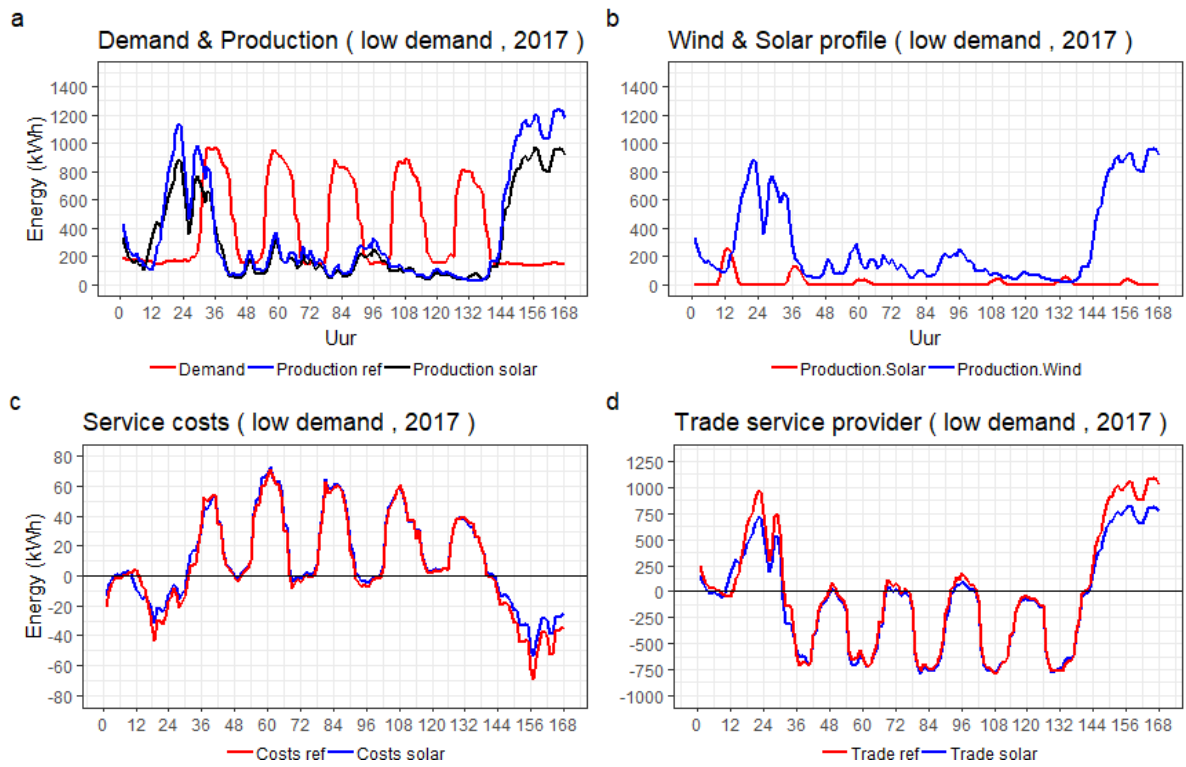 a
Demand & Production ( low demand , 2017 )
Energy (kWh)
1400
1200
1000
800
600
400
200
0
0 12 24 36 48 60 72 84 96 108 120 132 144 156 168
Uur
Demand Production ref Production solar
b
Wind & Solar profile ( low demand , 2017 )
1400
1200
1000
800
600
400
200
0
0 12 24 36 48 60 72 84 96 108 120 132 144 156 168
Uur
Production.Solar Production.Wind
c
Service costs ( low demand , 2017 )
Energy (kWh)
80
60
40
20
0
-20
-40
-60
-80
0 12 24 36 48 60 72 84 96 108 120 132 144 156 168
Costs ref Costs solar
d
Trade service provider ( low demand , 2017 )
1250
1000
750
500
250
0
-250
-500
-750
-1000
0 12 24 36 48 60 72 84 96 108 120 132 144 156 168
Trade ref Trade solar